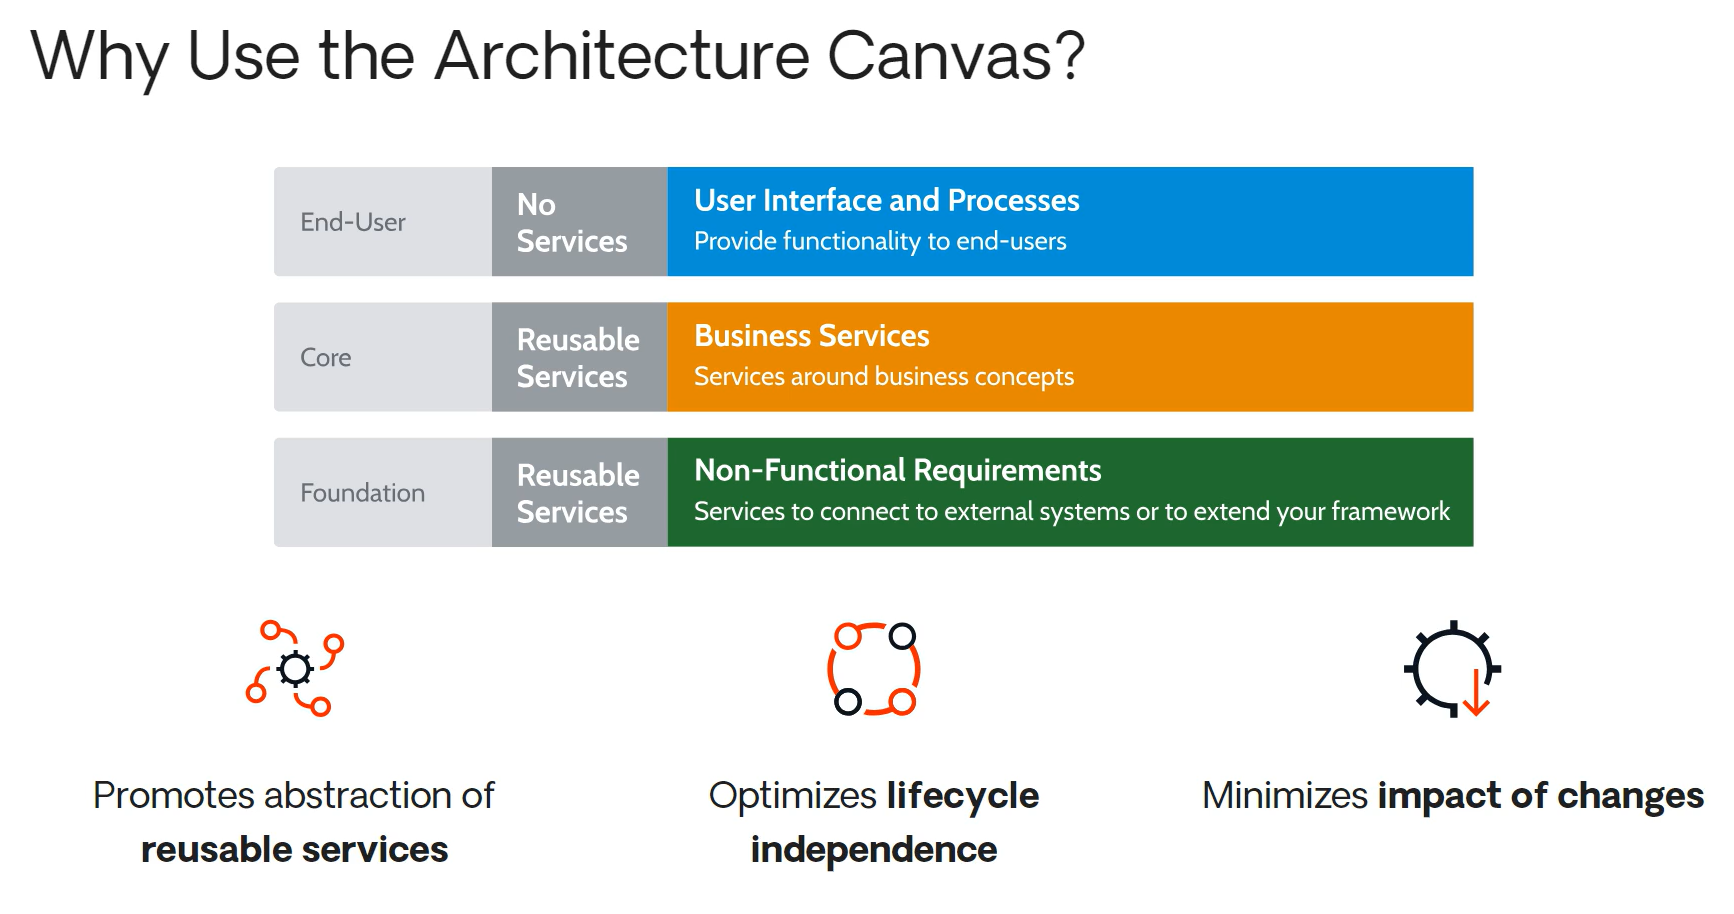 Why Use the Architecture Canvas?
End-User
No
Services
User Interface and Processes
Provide functionality to end-users
Core
Reusable
Services
Business Services
Services around business concepts
Foundation
Reusable
Services
Non-Functional Requirements
Services to connect to external systems or to extend your framework
Promotes abstraction of
reusable services
Optimizes lifecycle
independence
Minimizes impact of changes